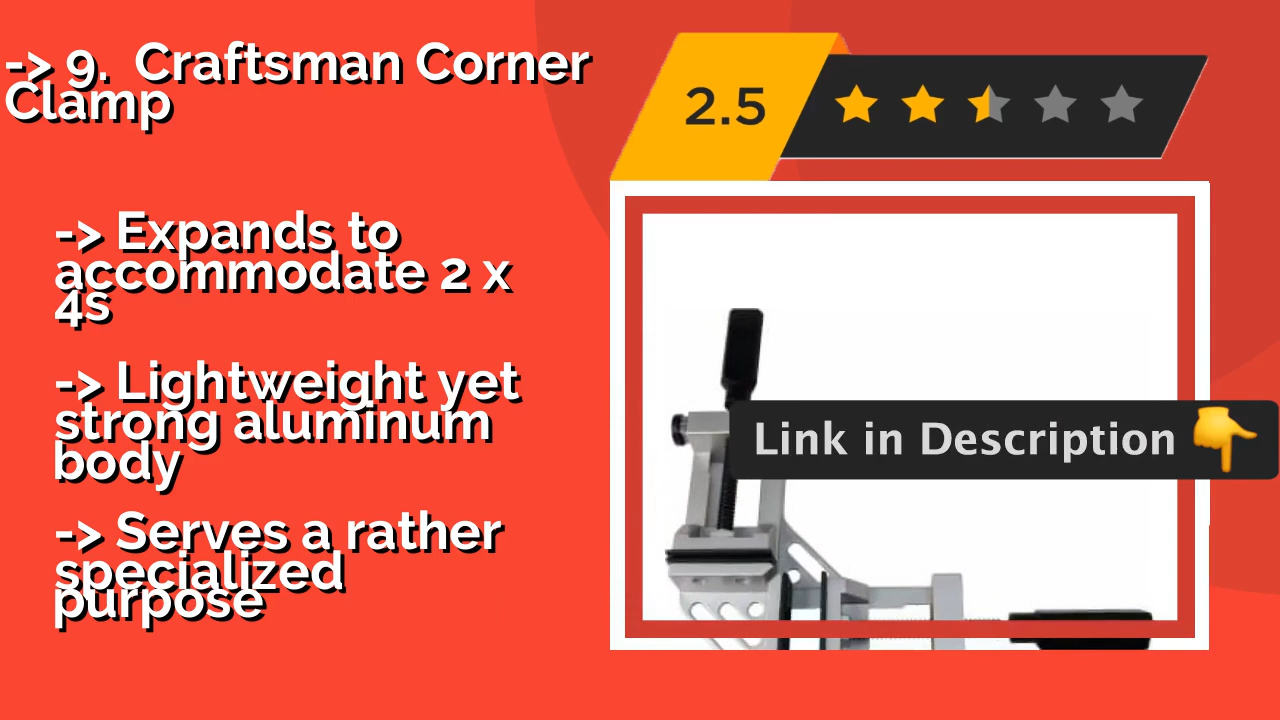 -> 9. Craftsman Corner
Clamp
2.5
-> Expands to
accommodate 2 x
4s
-> Lightweight yet
strong aluminum
body
-> Serves a rather
specialized
purpose
Link in Description